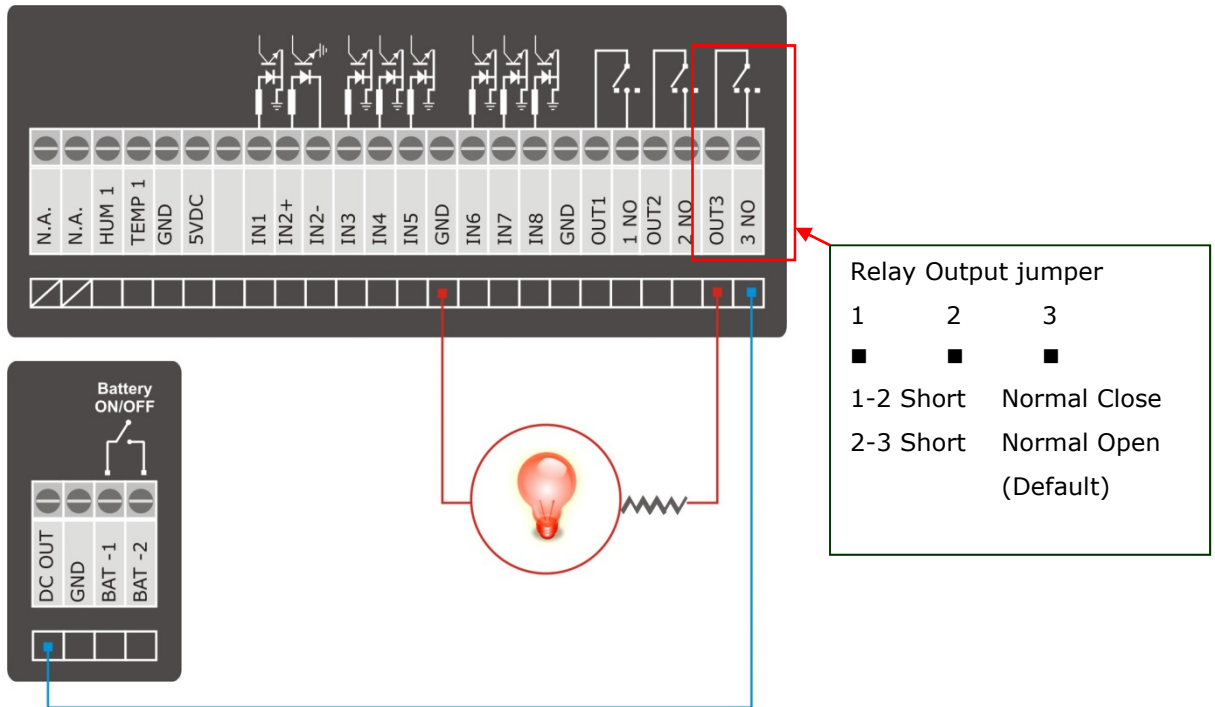 N.A.
N.A.
HUM 1
TEMP 1
GND
5VDC
IN1
IN2+
IN2-
IN3
IN4
IN5
GND
IN6
IN7
IN8
GND
OUT1
1 NO
OUT2
2 NO
OUT3
3 NO
Relay Output jumper
1 2 3
■ ■ ■
1-2 Short Normal Close
2-3 Short Normal Open
(Default)
Battery
ON/OFF
DC OUT
GND
BAT -1
BAT -2